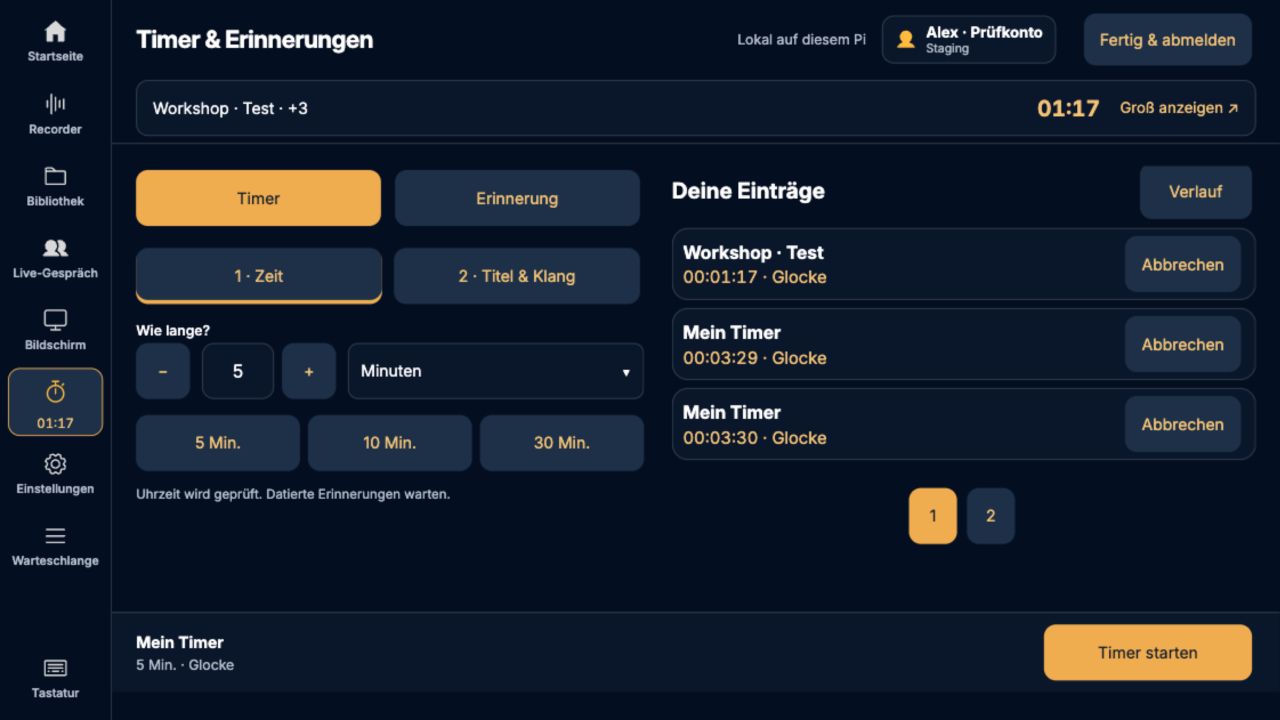 Startseite
Recorder
Bibliothek
Live-Gespräch
Bildschirm
01:17
Einstellungen
Warteschlange
Tastatur
Timer & Erinnerungen
Lokal auf diesem Pi
Alex · Prüfkonto
Staging
Fertig & abmelden
Workshop · Test · +3
01:17
Groß anzeigen ↗
Timer
Erinnerung
1 · Zeit
2 · Titel & Klang
Wie lange?
−
5
+
Minuten ▾
5 Min.
10 Min.
30 Min.
Uhrzeit wird geprüft. Datierte Erinnerungen warten.
Deine Einträge
Verlauf
Workshop · Test
00:01:17 · Glocke
Abbrechen
Mein Timer
00:03:29 · Glocke
Abbrechen
Mein Timer
00:03:30 · Glocke
Abbrechen
1
2
Mein Timer
5 Min. · Glocke
Timer starten